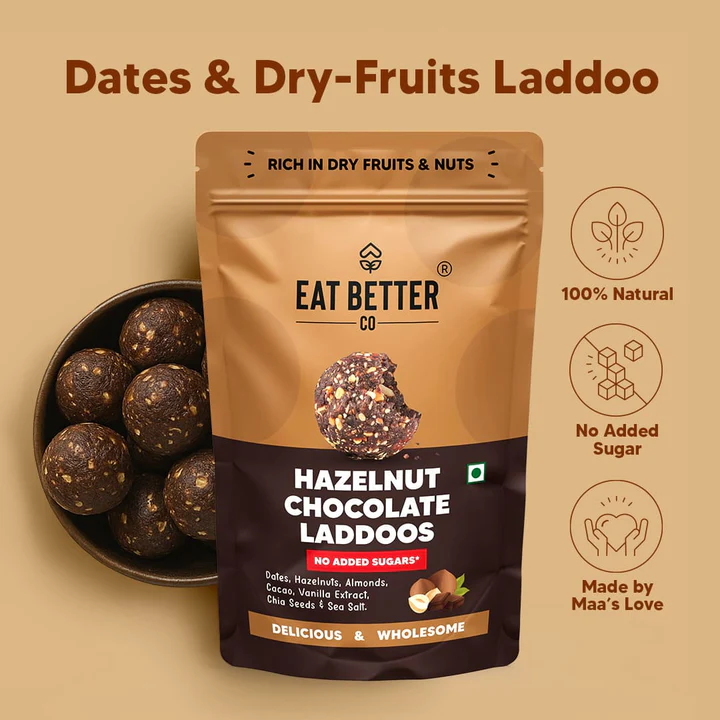 Dates & Dry-Fruits Laddoo
RICH IN DRY FRUITS & NUTS
®
EAT BETTER
CO
HAZELNUT
CHOCOLATE
LADDOOS
NO ADDED SUGARS*
Dates, Hazelnuts, Almonds,
Cacao, Vanilla Extract,
Chia Seeds & Sea Salt.
DELICIOUS & WHOLESOME
100% Natural
No Added
Sugar
Made by
Maa's Love